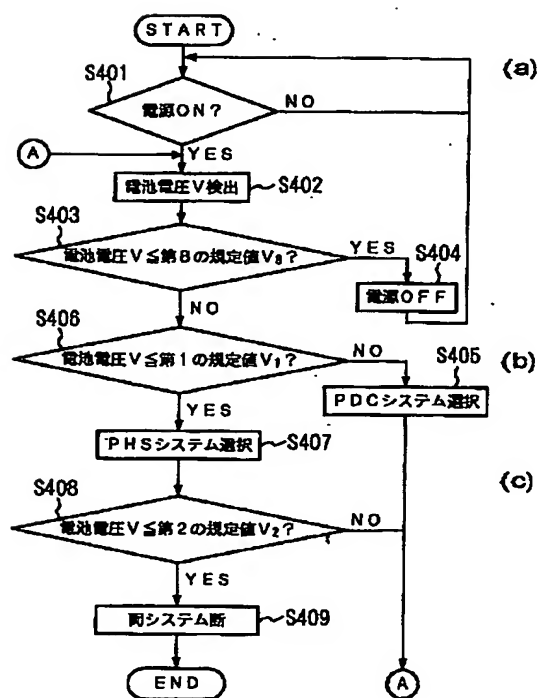 START
(a)
S401
電源ON?
NO
A
YES
電池電圧V検出
S402
S403
電池電圧V≦第8の規定値V8?
YES
S404
電源OFF
NO
S406
電池電圧V≦第1の規定値V1?
NO
S405
(b)
PDCシステム選択
YES
PHSシステム選択
S407
(c)
S408
電池電圧V≦第2の規定値V2?
NO
YES
両システム断
S409
END
A